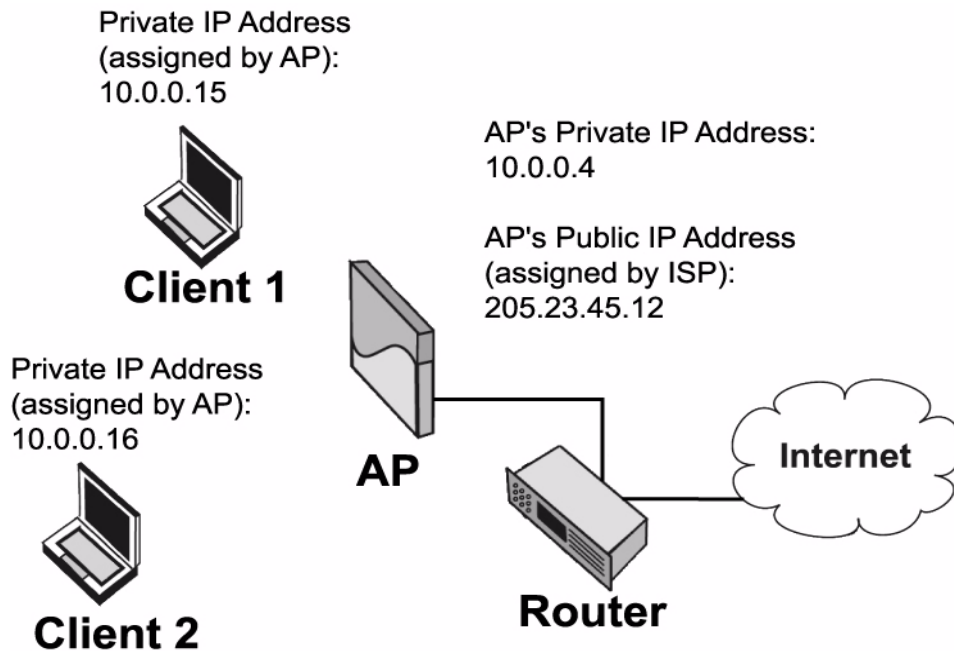 Private IP Address
(assigned by AP):
10.0.0.15
Client 1
AP's Private IP Address:
10.0.0.4
AP's Public IP Address
(assigned by ISP):
205.23.45.12
Private IP Address
(assigned by AP):
10.0.0.16
Client 2
AP
Router
Internet